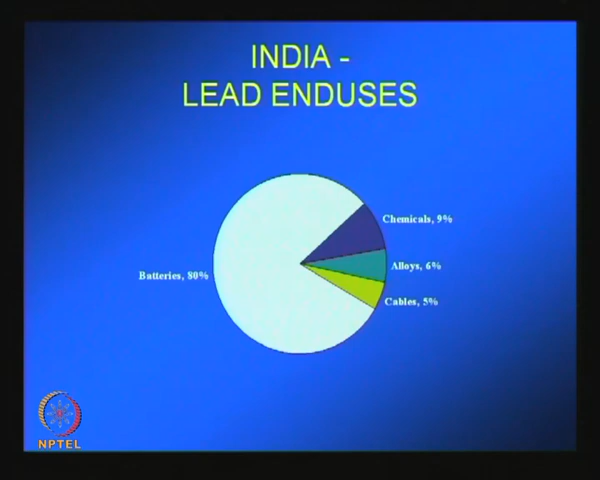 INDIA -
LEAD ENDUSES
Chemicals, 9%
Alloys, 6%
Batteries, 80%
Cables, 5%
NPTEL